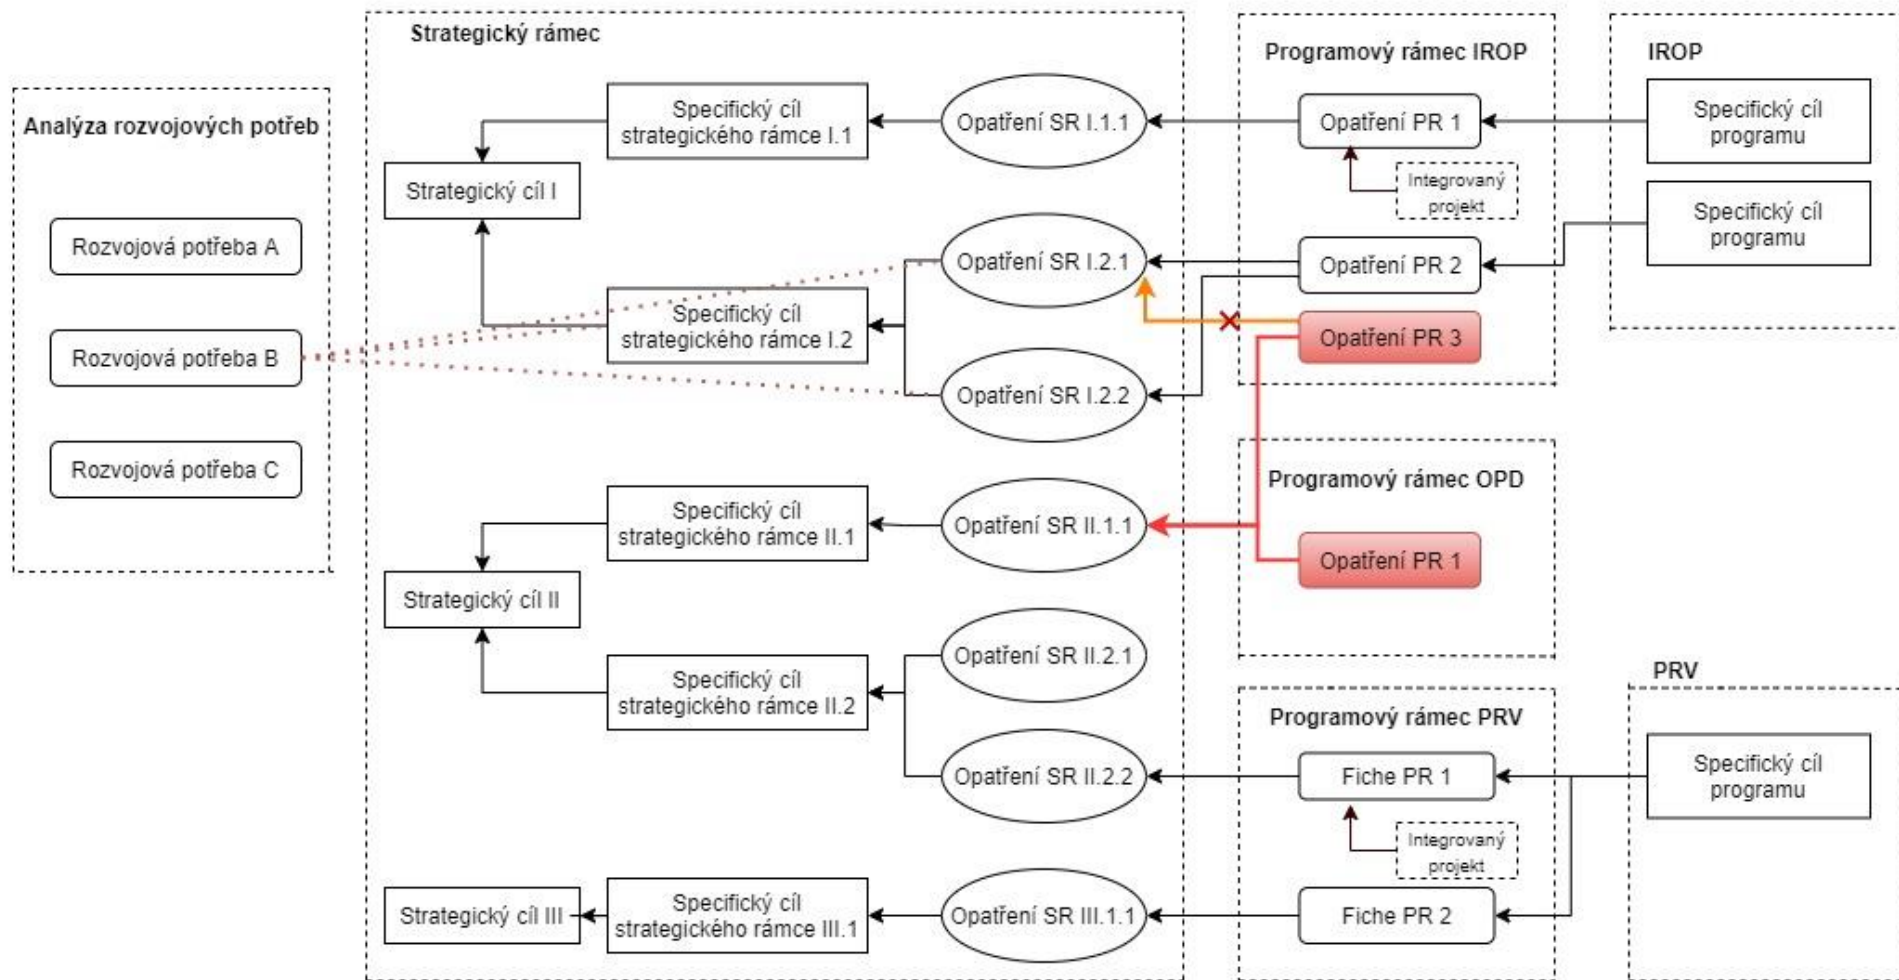 Analýza rozvojových potřeb
Rozvojová potřeba A
Rozvojová potřeba B
Rozvojová potřeba C
Strategický rámec
Strategický cíl I
Specifický cíl
strategického rámce I.1
Opatření SR I.1.1
Specifický cíl
strategického rámce I.2
Opatření SR I.2.1
Opatření SR I.2.2
Strategický cíl II
Specifický cíl
strategického rámce II.1
Opatření SR II.1.1
Specifický cíl
strategického rámce II.2
Opatření SR II.2.1
Opatření SR II.2.2
Strategický cíl III
Specifický cíl
strategického rámce III.1
Opatření SR III.1.1
Programový rámec IROP
Opatření PR 1
Integrovaný
projekt
Opatření PR 2
Opatření PR 3
Programový rámec OPD
Opatření PR 1
Programový rámec PRV
Fiche PR 1
Integrovaný
projekt
Fiche PR 2
IROP
Specifický cíl
programu
Specifický cíl
programu
PRV
Specifický cíl
programu